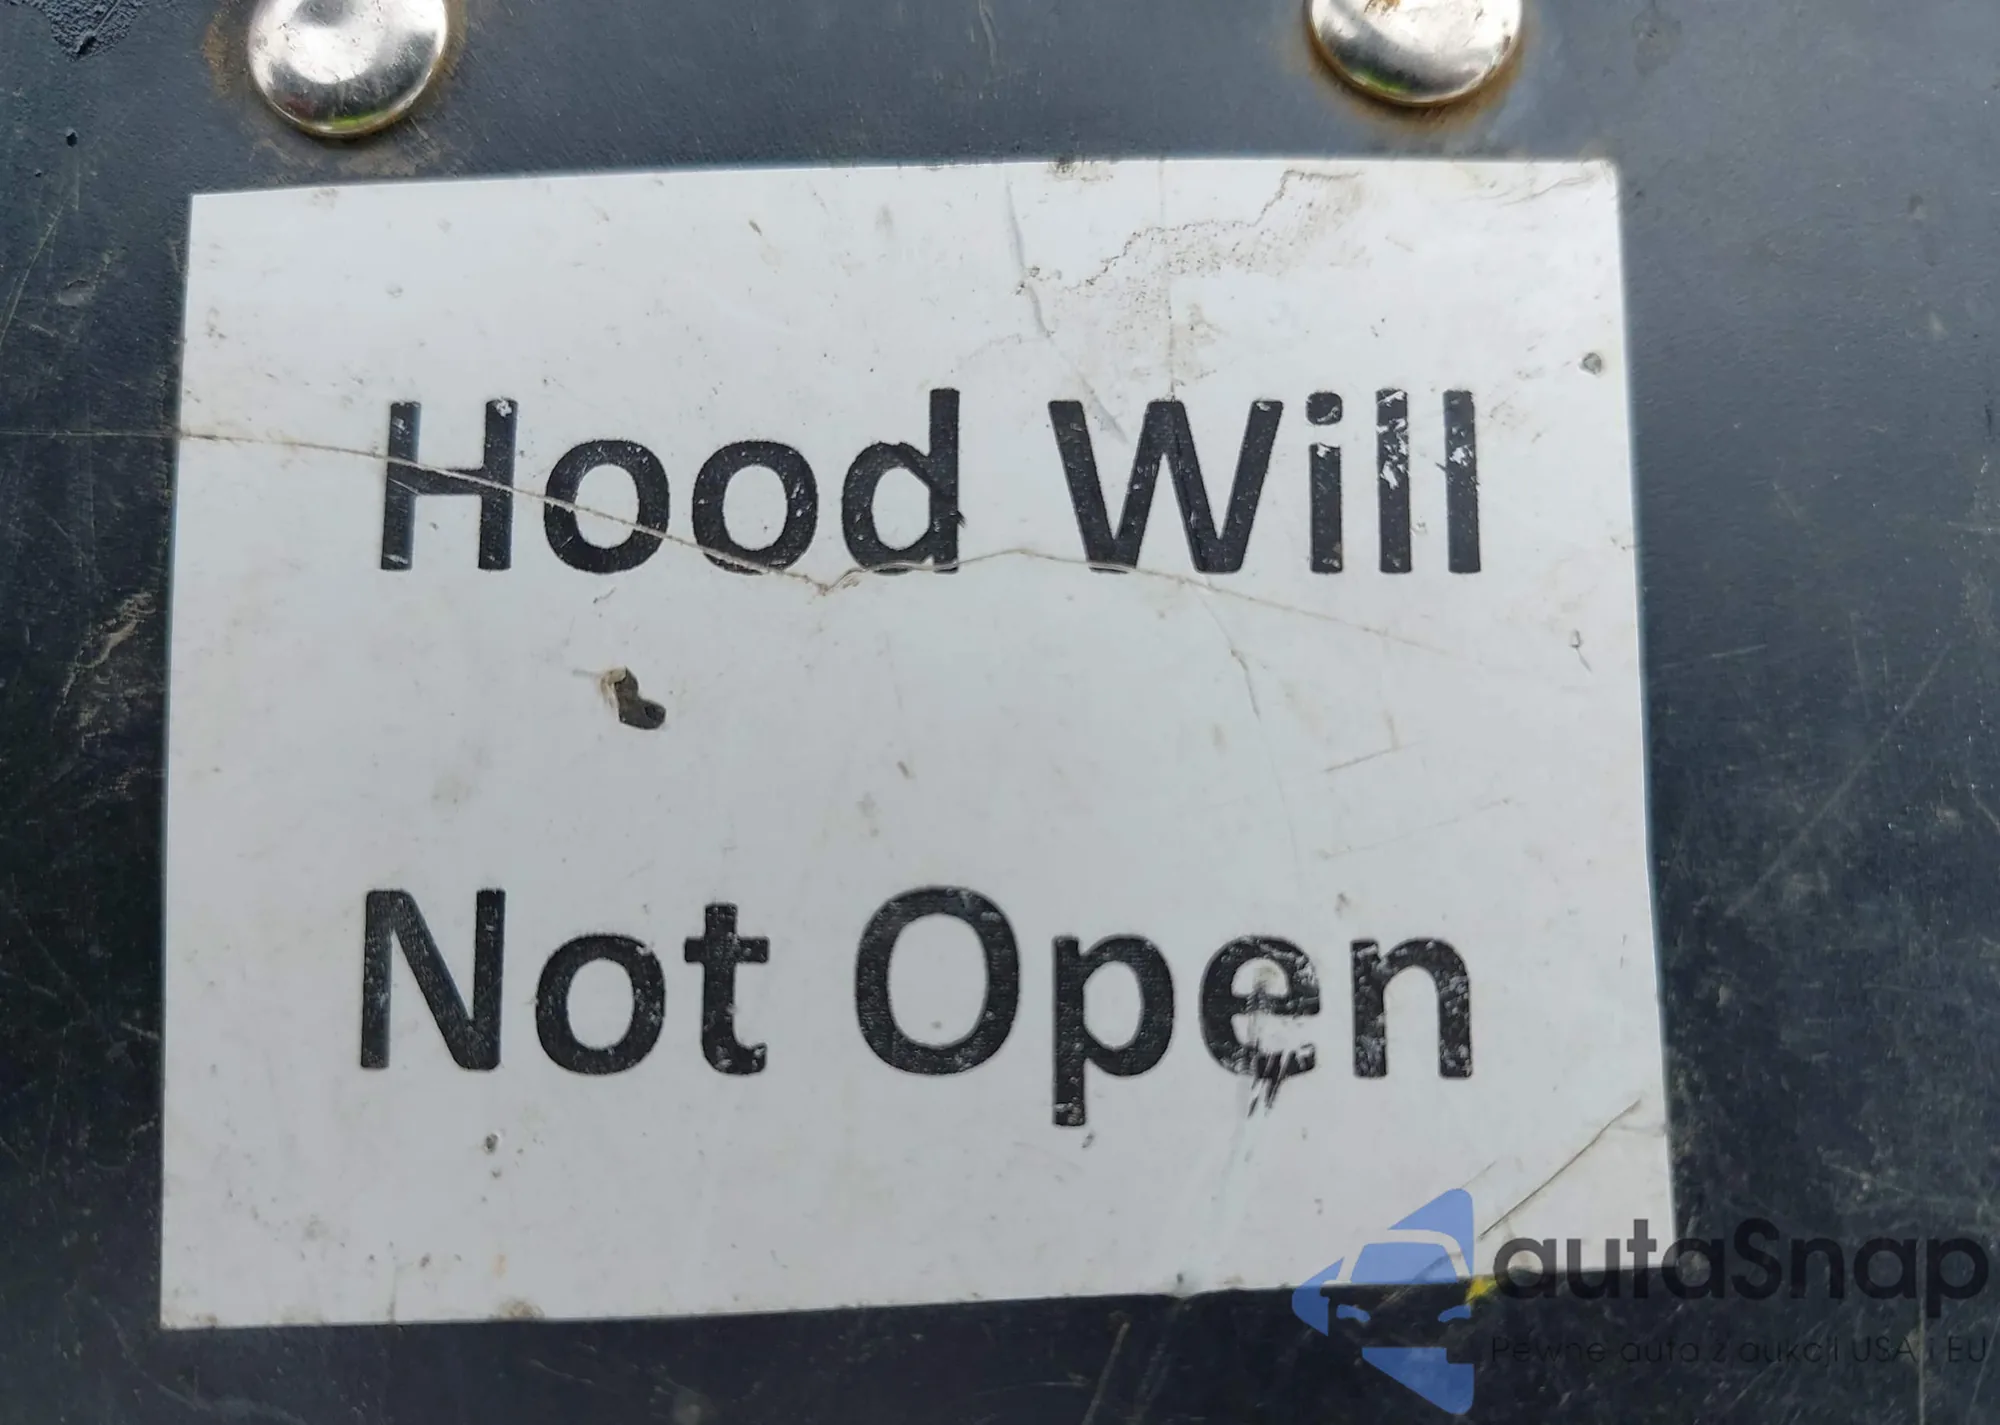 Hood Will
Not Open
autaSnap
Pewne auta z aukcji USA i EU